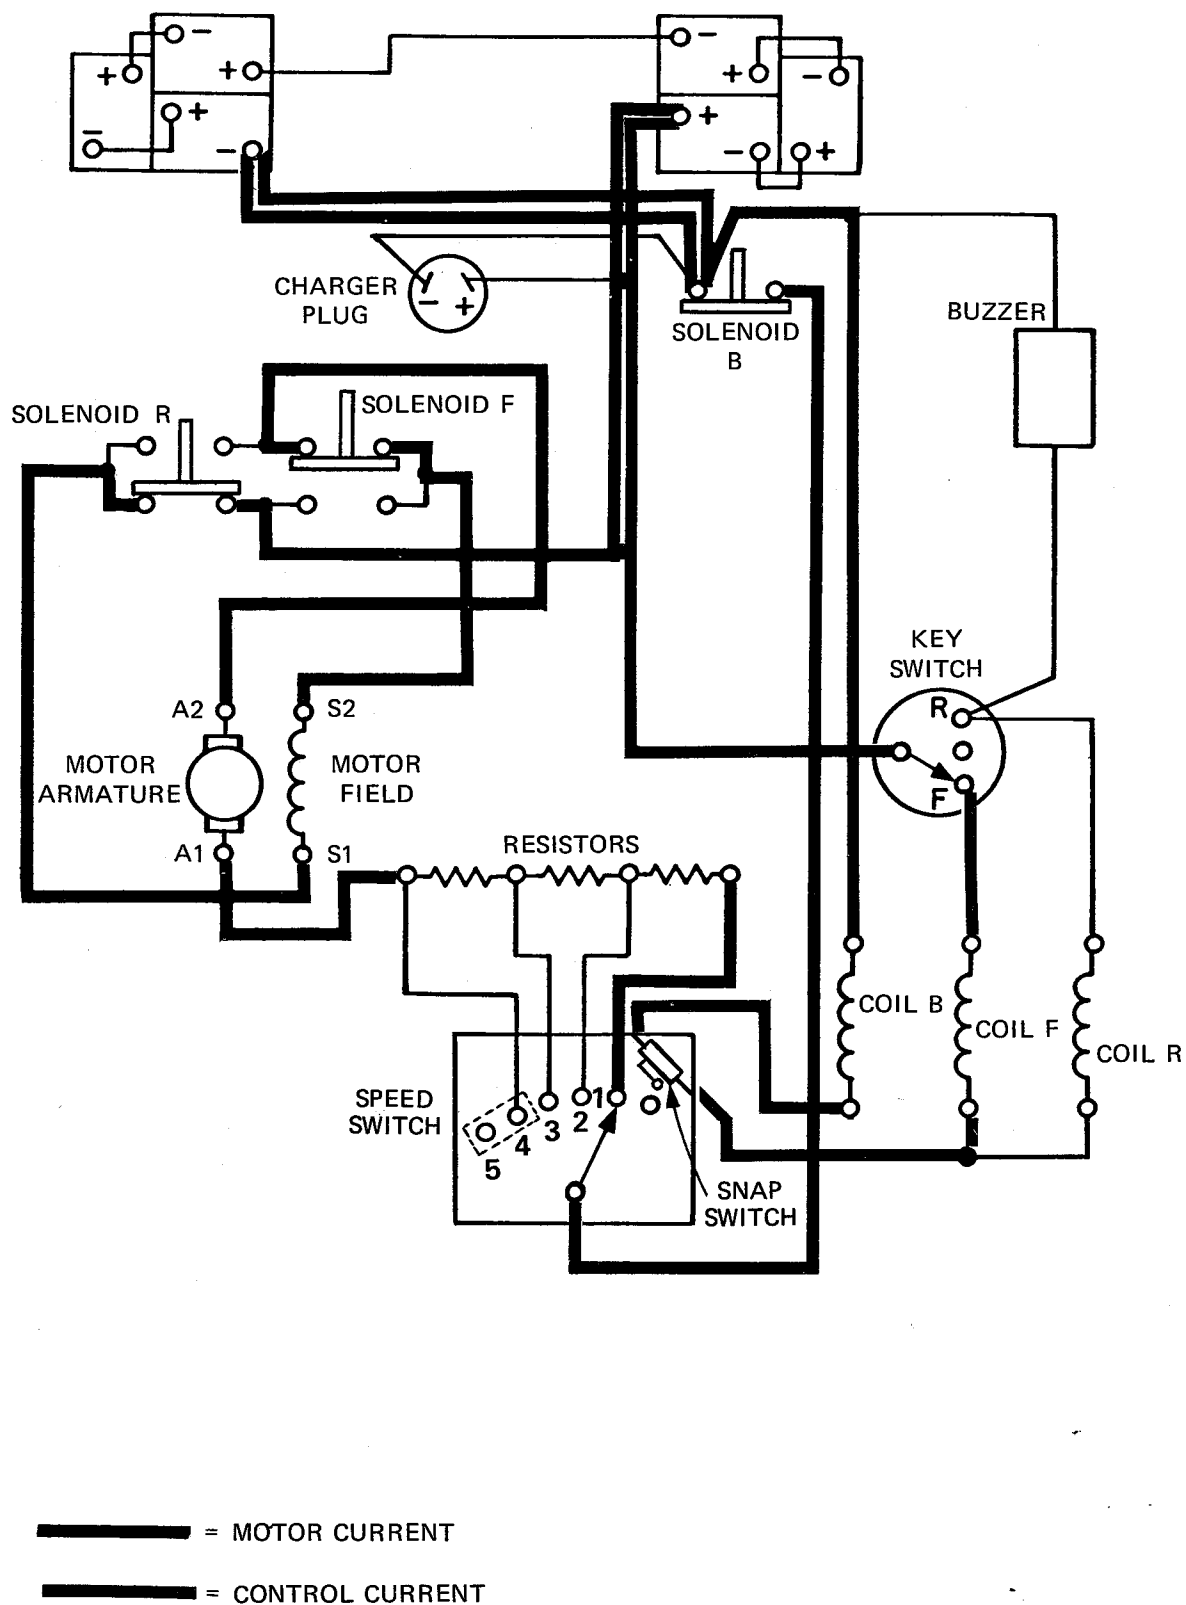 −
+
+
+
−
−
−
+
−
+
−
+
CHARGER
PLUG
−
+
SOLENOID
B
BUZZER
SOLENOID R
SOLENOID F
KEY
SWITCH
R
F
A2
S2
MOTOR
ARMATURE
MOTOR
FIELD
A1
S1
RESISTORS
COIL B
COIL F
COIL R
SPEED
SWITCH
1
2
3
4
5
SNAP
SWITCH
= MOTOR CURRENT
= CONTROL CURRENT